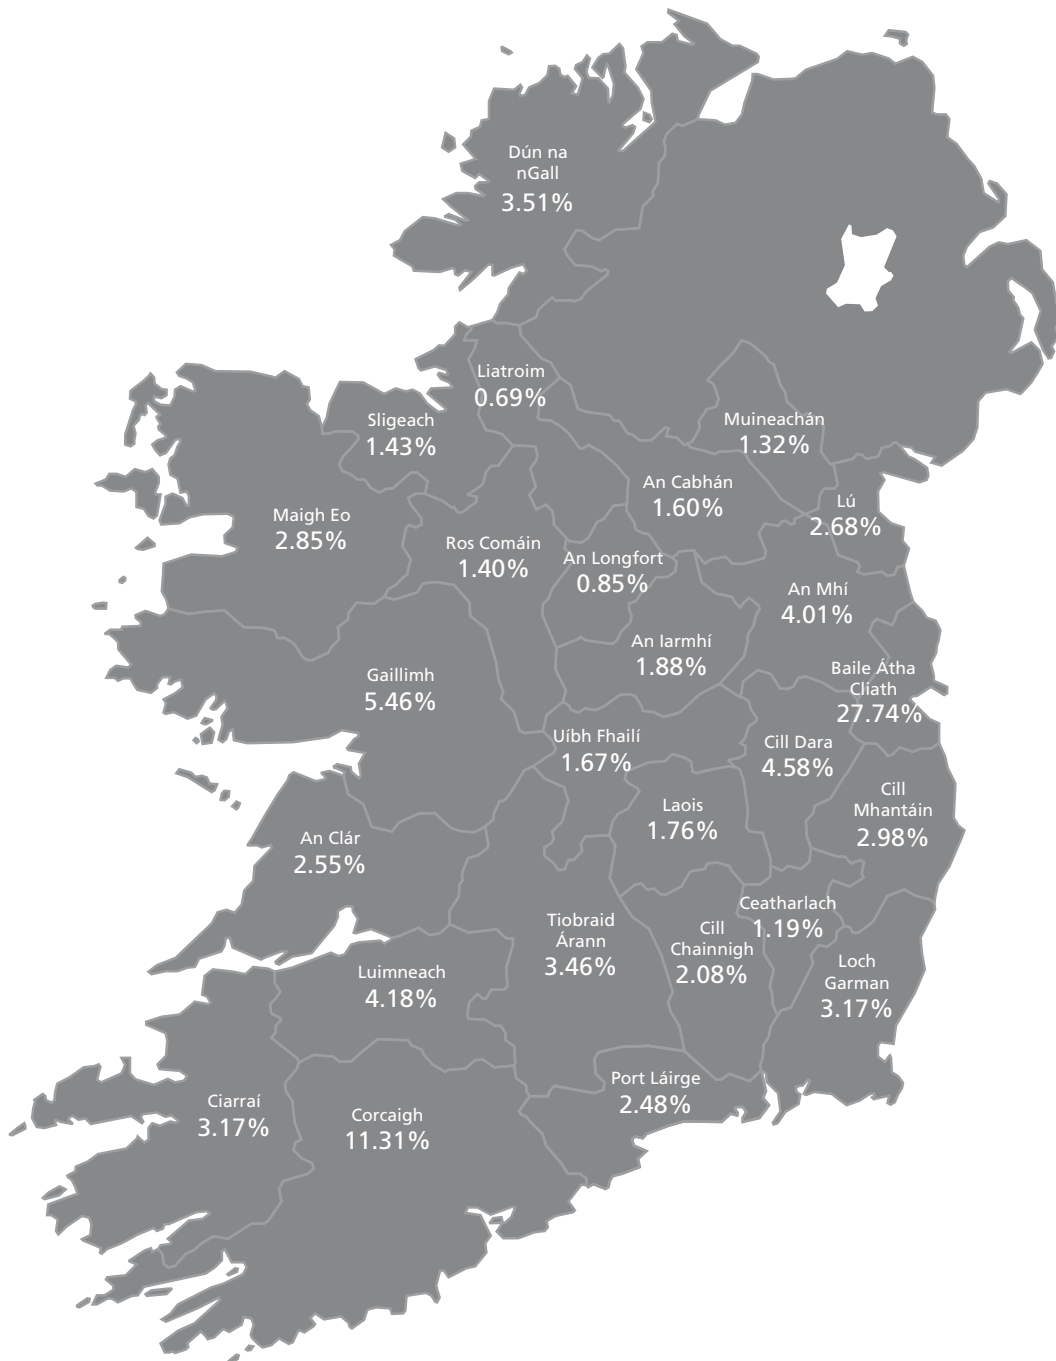 Dún na
nGall
3.51%
Liatroim
0.69%
Sligeach
1.43%
Muineachán
1.32%
An Cabhán
1.60%
Lú
2.68%
Maigh Eo
2.85%
Ros Comáin
1.40%
An Longfort
0.85%
An Mhí
4.01%
An Iarmhí
1.88%
Gaillimh
5.46%
Baile Átha
Cliath
27.74%
Uíbh Fhailí
1.67%
Cill Dara
4.58%
Laois
1.76%
Cill
Mhantáin
2.98%
An Clár
2.55%
Ceatharlach
1.19%
Tiobraid
Árann
3.46%
Cill
Chainnigh
2.08%
Loch
Garman
3.17%
Luimneach
4.18%
Port Láirge
2.48%
Ciarraí
3.17%
Corcaigh
11.31%